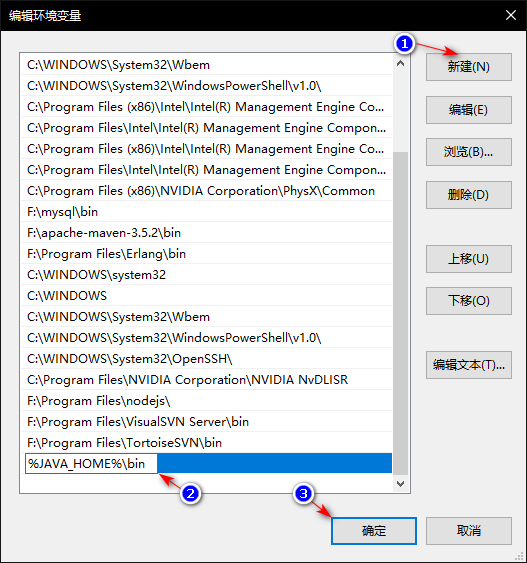 编辑环境变量
C:\WINDOWS\System32\Wbem
C:\WINDOWS\System32\WindowsPowerShell\v1.0\
C:\Program Files (x86)\Intel\Intel(R) Management Engine Co...
C:\Program Files\Intel\Intel(R) Management Engine Compon...
C:\Program Files (x86)\Intel\Intel(R) Management Engine Co...
C:\Program Files\Intel\Intel(R) Management Engine Compon...
C:\Program Files (x86)\NVIDIA Corporation\PhysX\Common
F:\mysql\bin
F:\apache-maven-3.5.2\bin
F:\Program Files\Erlang\bin
C:\WINDOWS\system32
C:\WINDOWS
C:\WINDOWS\System32\Wbem
C:\WINDOWS\System32\WindowsPowerShell\v1.0\
C:\WINDOWS\System32\OpenSSH\
C:\Program Files\NVIDIA Corporation\NVIDIA NvDLISR
F:\Program Files\nodejs\
F:\Program Files\VisualSVN Server\bin
F:\Program Files\TortoiseSVN\bin
%JAVA_HOME%\bin
1
新建(N)
编辑(E)
浏览(B)...
删除(D)
上移(U)
下移(O)
编辑文本(T)...
2
3
确定
取消